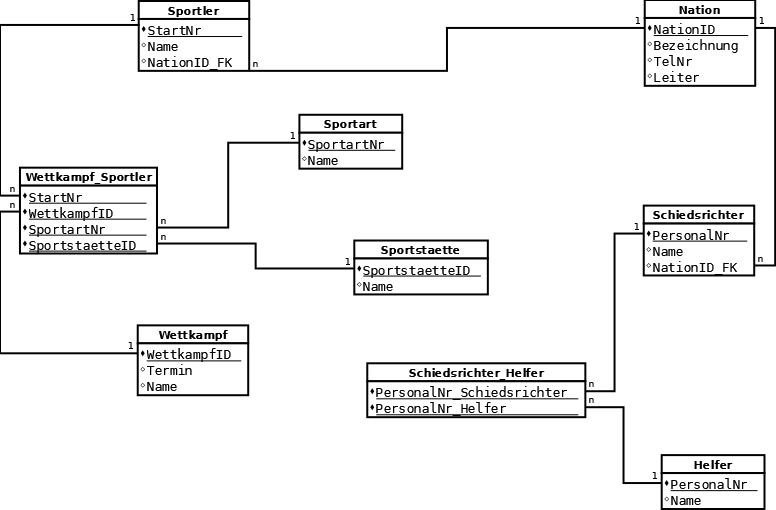 Sportler
StartNr
Name
NationID_FK
Nation
NationID
Bezeichnung
TelNr
Leiter
1
n
1
1
Sportart
SportartNr
Name
1
Wettkampf_Sportler
StartNr
WettkampfID
SportartNr
SportstaetteID
n
n
n
n
Schiedsrichter
PersonalNr
Name
NationID_FK
1
n
Sportstaette
SportstaetteID
Name
1
Wettkampf
WettkampfID
Termin
Name
1
Schiedsrichter_Helfer
PersonalNr_Schiedsrichter
PersonalNr_Helfer
n
n
Helfer
PersonalNr
Name
1